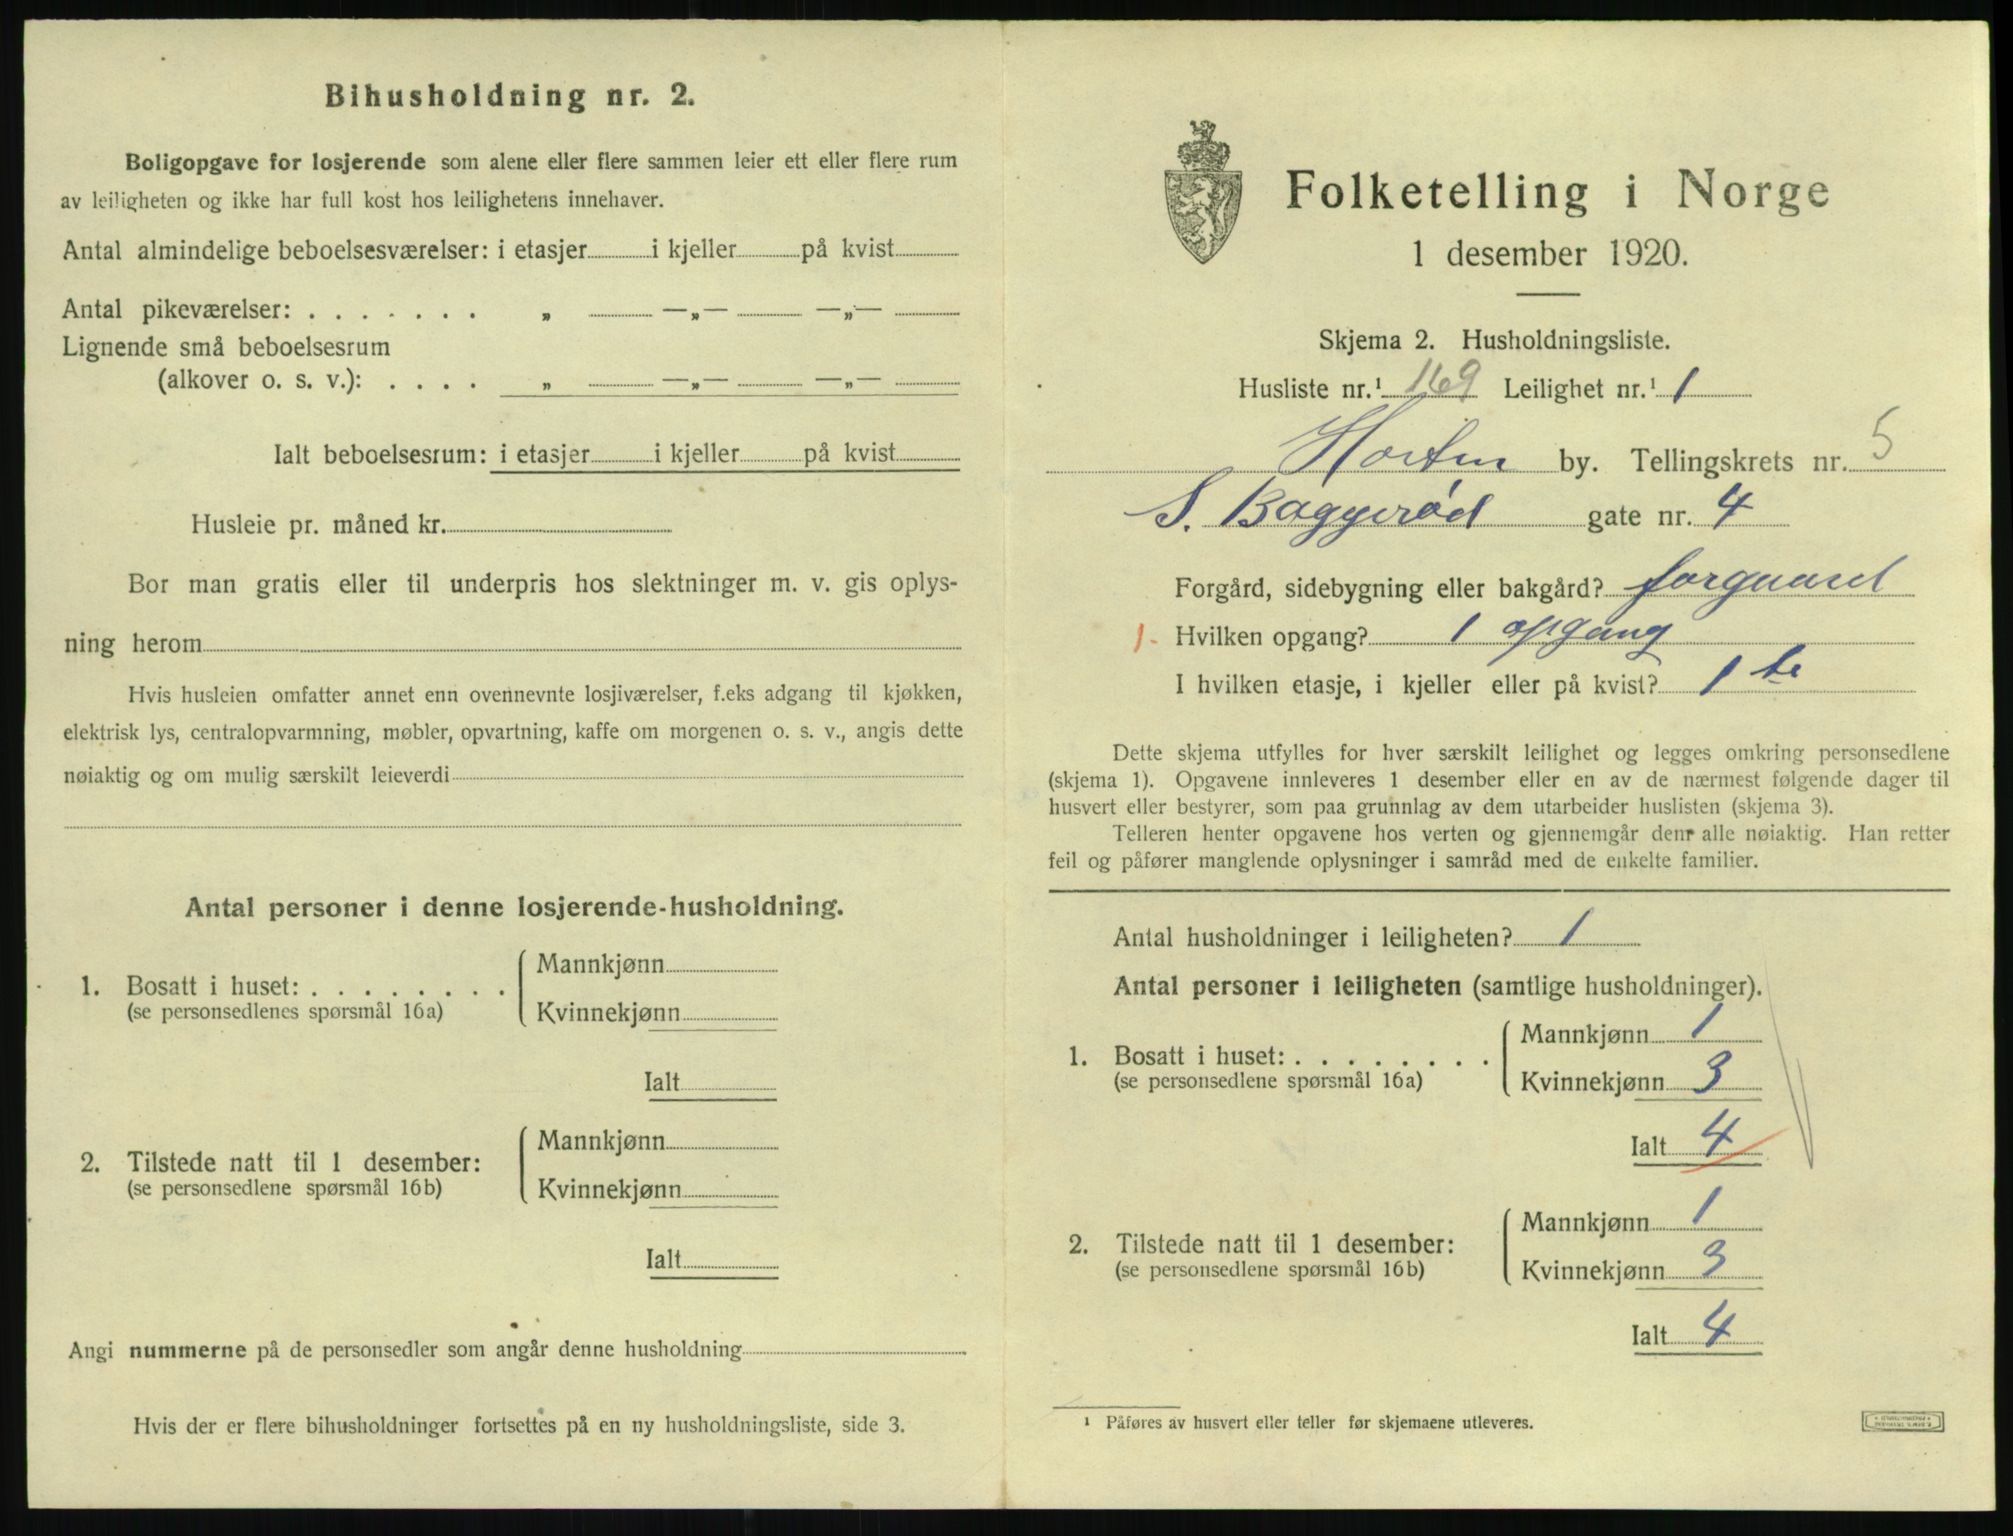 Bihusholdning nr. 2.
Boligopgave for losjerende som alene eller flere sammen leier ett eller flere rum
av leiligheten og ikke har full kost hos leilighetens innehaver.
Antal almindelige beboelsesværelser: i etasjer i kjeller på kvist
Antal pikeværelser: . . . . . . . „ —„— —„—
Lignende små beboelsesrum
(alkover o. s. v.): . . . . „ —„— —„—
Ialt beboelsesrum: i etasjer i kjeller på kvist
Husleie pr. måned kr.
Bor man gratis eller til underpris hos slektninger m. v. gis oplys-
ning herom
Hvis husleien omfatter annet enn ovennevnte losjiværelser, f.eks adgang til kjøkken,
elektrisk lys, centralopvarmning, møbler, opvartning, kaffe om morgenen o. s. v., angis dette
nøiaktig og om mulig særskilt leieverdi
Antal personer i denne losjerende-husholdning.
1. Bosatt i huset: . . . . . . . .
(se personsedlenes spørsmål 16a)
Mannkjønn
Kvinnekjønn
Ialt
2. Tilstede natt til 1 desember:
(se personsedlene spørsmål 16b)
Mannkjønn
Kvinnekjønn
Ialt
Angi nummerne på de personsedler som angår denne husholdning
Hvis der er flere bihusholdninger fortsettes på en ny husholdningsliste, side 3.
Folketelling i Norge
1 desember 1920.
Skjema 2. Husholdningsliste.
Husliste nr.¹ 169 Leilighet nr.¹ 1
Horten by. Tellingskrets nr. 5
S. Baggerød gate nr. 4
Forgård, sidebygning eller bakgård? forgaard
1. Hvilken opgang? 1 opgang
I hvilken etasje, i kjeller eller på kvist? 1 te
Dette skjema utfylles for hver særskilt leilighet og legges omkring personsedlene
(skjema 1). Opgavene innleveres 1 desember eller en av de nærmest følgende dager til
husvert eller bestyrer, som paa grunnlag av dem utarbeider huslisten (skjema 3).
Telleren henter opgavene hos verten og gjennemgår dem alle nøiaktig. Han retter
feil og påfører manglende oplysninger i samråd med de enkelte familier.
Antal husholdninger i leiligheten? 1
Antal personer i leiligheten (samtlige husholdninger).
1. Bosatt i huset: . . . . . . . .
(se personsedlene spørsmål 16a)
Mannkjønn 1
Kvinnekjønn 3
Ialt 4
2. Tilstede natt til 1 desember:
(se personsedlene spørsmål 16b)
Mannkjønn 1
Kvinnekjønn 3
Ialt 4
¹ Påføres av husvert eller teller før skjemaene utleveres.